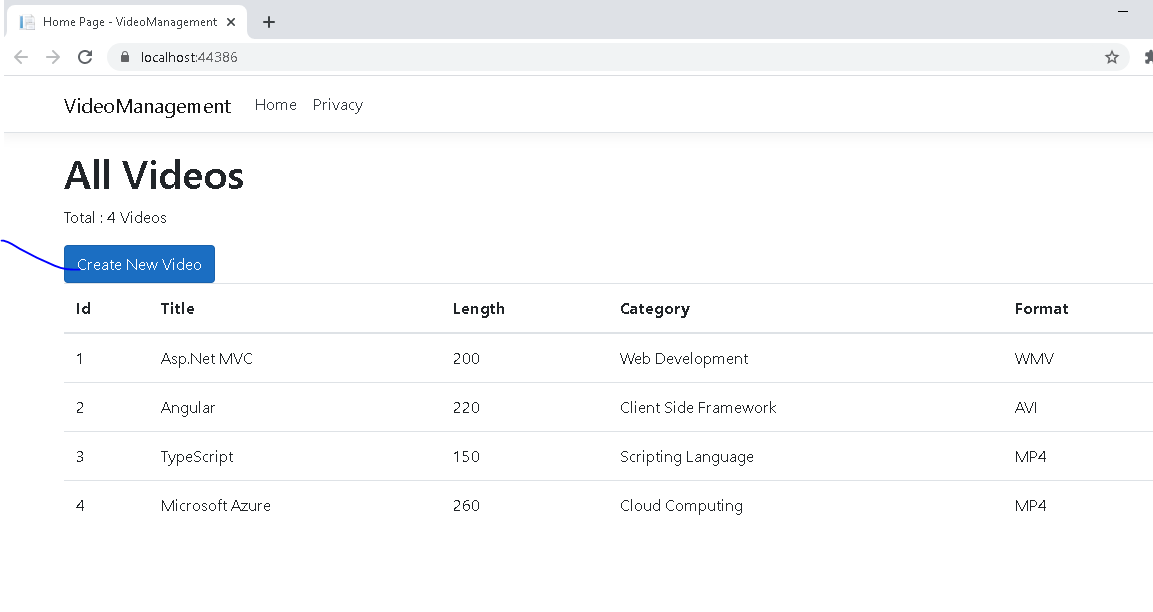 Home Page - VideoManagement
localhost:44386
VideoManagement Home Privacy
All Videos
Total : 4 Videos
Create New Video
Id Title Length Category Format
1 Asp.Net MVC 200 Web Development WMV
2 Angular 220 Client Side Framework AVI
3 TypeScript 150 Scripting Language MP4
4 Microsoft Azure 260 Cloud Computing MP4